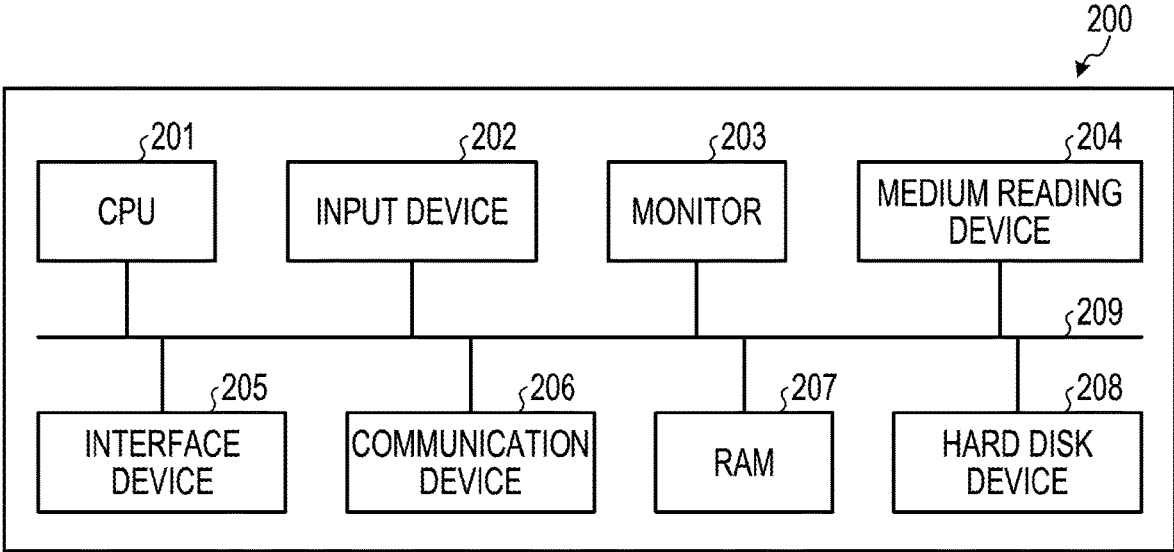 200
201
CPU
202
INPUT DEVICE
203
MONITOR
204
MEDIUM READING
DEVICE
209
205
INTERFACE
DEVICE
206
COMMUNICATION
DEVICE
207
RAM
208
HARD DISK
DEVICE